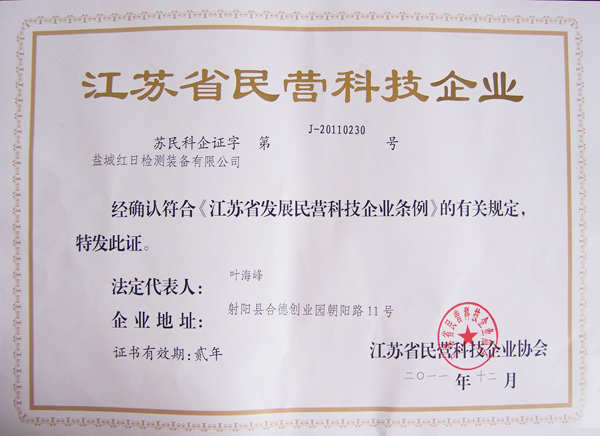 江苏省民营科技企业
苏民科企证字 第 J-20110230 号
盐城红日检测装备有限公司
经确认符合《江苏省发展民营科技企业条例》的有关规定，
特发此证。
法定代表人： 叶海峰
企业地址： 射阳县合德创业园朝阳路11号
证书有效期：贰年
江苏省民营科技企业协会
二〇一一 年 十二 月